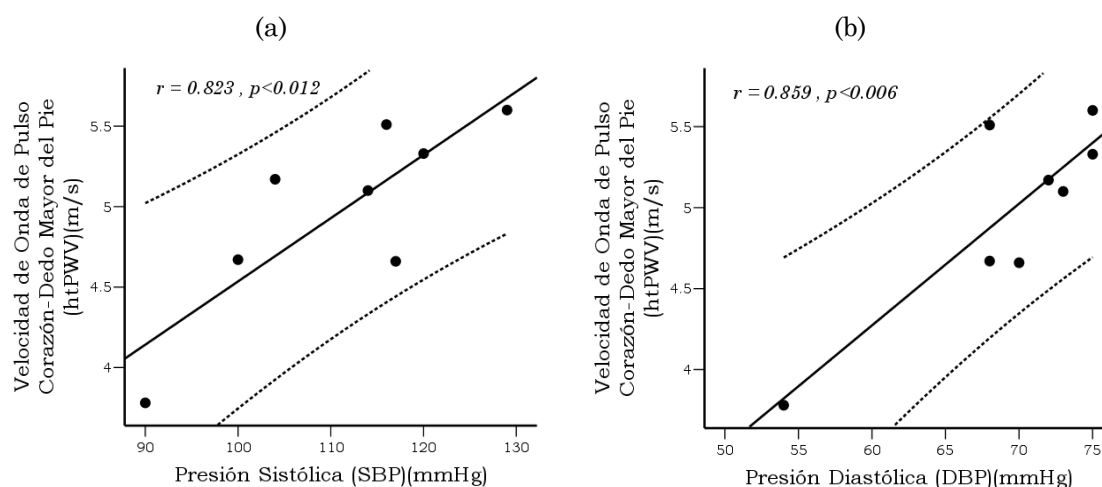 (a)
r = 0.823 , p<0.012
Velocidad de Onda de Pulso
Corazón-Dedo Mayor del Pie
(htPWV)(m/s)
5.5
5
4.5
4
90
100
110
120
130
Presión Sistólica (SBP)(mmHg)
(b)
r = 0.859 , p<0.006
Velocidad de Onda de Pulso
Corazón-Dedo Mayor del Pie
(htPWV)(m/s)
5.5
5
4.5
4
50
55
60
65
70
75
Presión Diastólica (DBP)(mmHg)